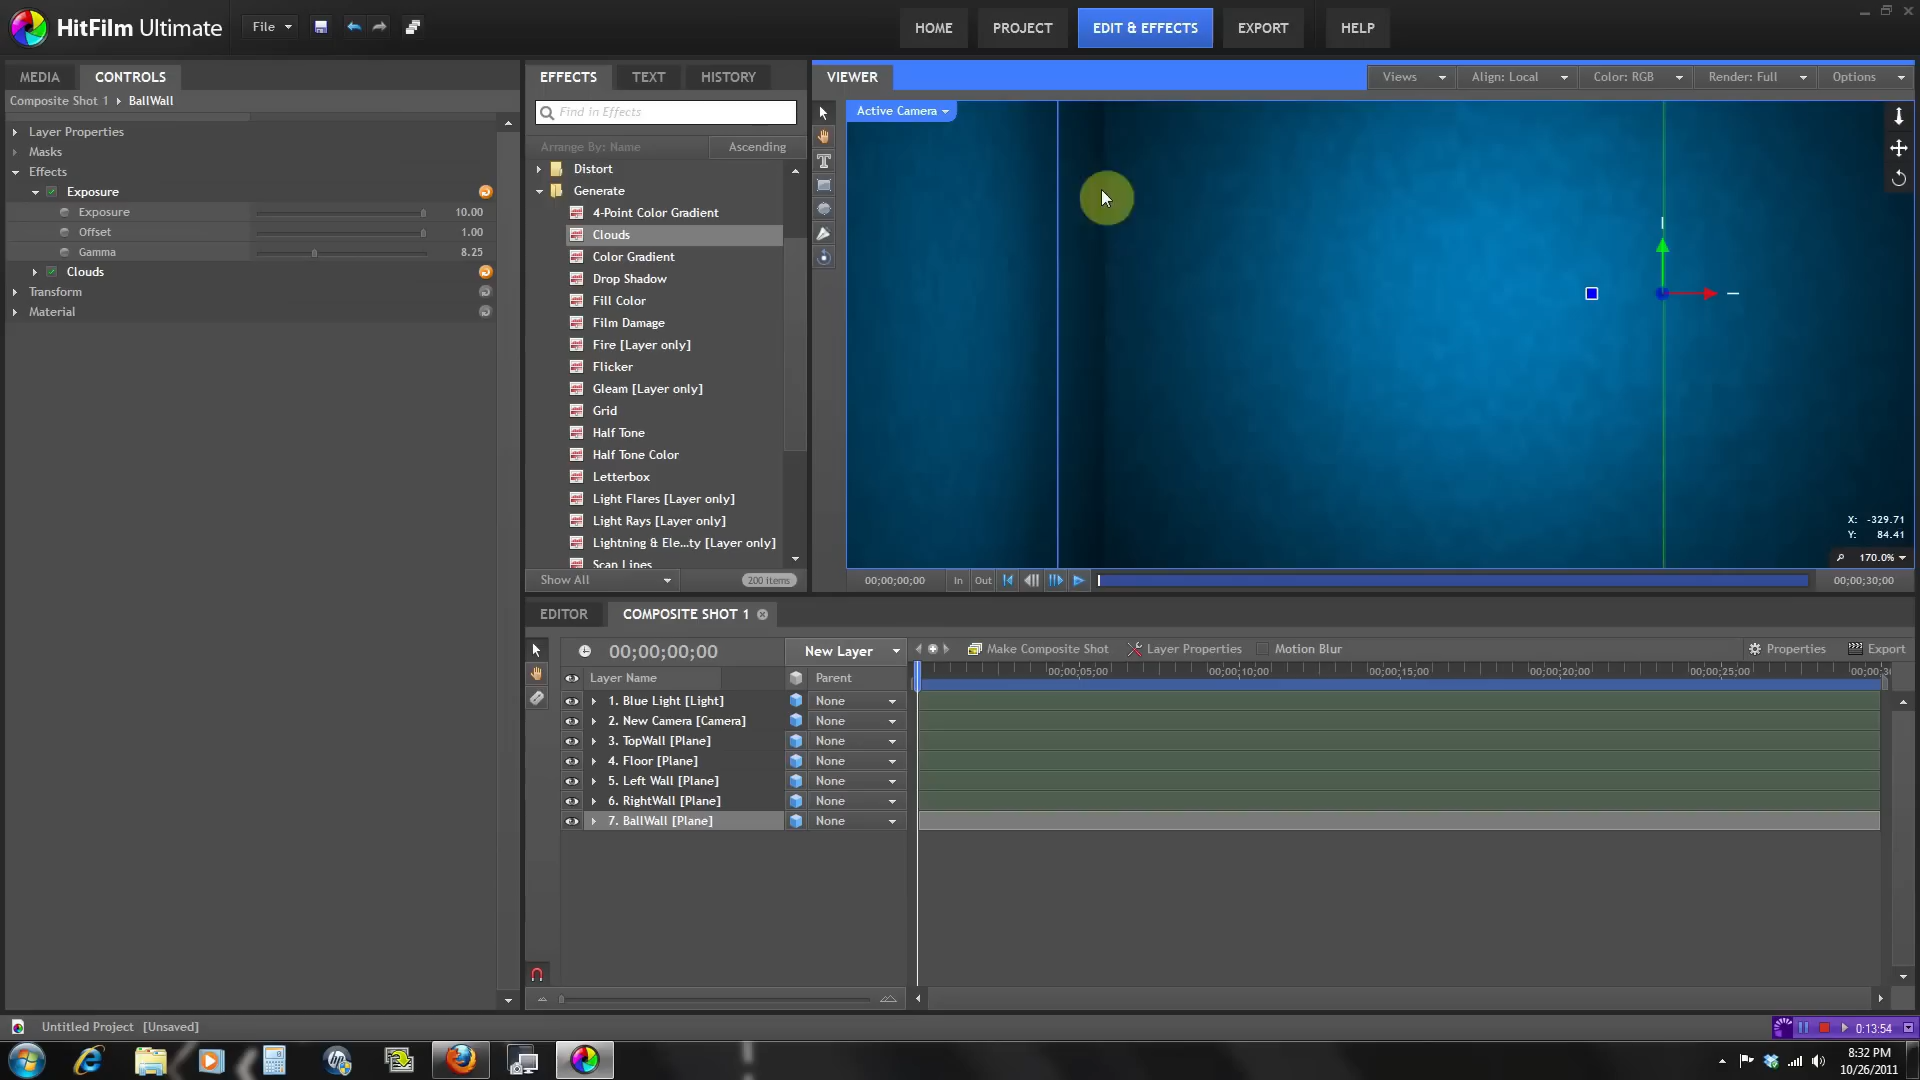 HitFilm Ultimate
File
HOME
PROJECT
EDIT & EFFECTS
EXPORT
HELP
MEDIA
CONTROLS
Composite Shot 1 BallWall
Layer Properties
Masks
Effects
Exposure
Exposure 10.00
Offset 1.00
Gamma 8.25
Clouds
Transform
Material
EFFECTS
TEXT
HISTORY
Find in Effects
Arrange By: Name
Ascending
Distort
Generate
4-Point Color Gradient
Clouds
Color Gradient
Drop Shadow
Fill Color
Film Damage
Fire [Layer only]
Flicker
Gleam [Layer only]
Grid
Half Tone
Half Tone Color
Letterbox
Light Flares [Layer only]
Light Rays [Layer only]
Lightning & Ele...ty [Layer only]
Scan Lines
Show All
200 items
VIEWER
Views
Align: Local
Color: RGB
Render: Full
Options
Active Camera
X: -329.71
Y: 84.41
170.0%
00;00;00;00
In
Out
00;00;30;00
EDITOR
COMPOSITE SHOT 1
00;00;00;00
New Layer
Make Composite Shot
Layer Properties
Motion Blur
Properties
Export
Layer Name
Parent
00;00;05;00
00;00;10;00
00;00;15;00
00;00;20;00
00;00;25;00
00;00;3
1. Blue Light [Light] None
2. New Camera [Camera] None
3. TopWall [Plane] None
4. Floor [Plane] None
5. Left Wall [Plane] None
6. RightWall [Plane] None
7. BallWall [Plane] None
Untitled Project [Unsaved]
0:13:54
8:32 PM
10/26/2011